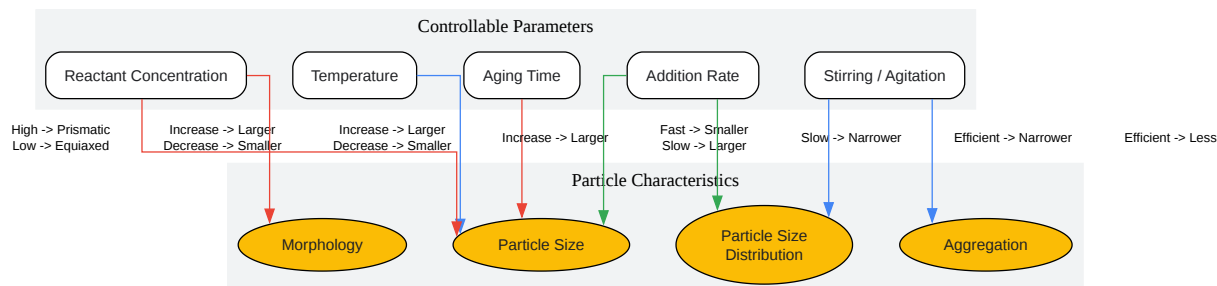 Controllable Parameters
Reactant Concentration
Temperature
Aging Time
Addition Rate
Stirring / Agitation
High -> Prismatic
Low -> Equiaxed
Increase -> Larger
Decrease -> Smaller
Increase -> Larger
Decrease -> Smaller
Increase -> Larger
Fast -> Smaller
Slow -> Larger
Slow -> Narrower
Efficient -> Narrower
Efficient -> Less
Particle Characteristics
Morphology
Particle Size
Particle Size
Distribution
Aggregation